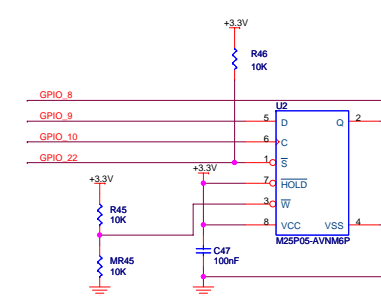 +3.3V
R46
10K
GPIO_8
U2
GPIO_9
5
D
Q
2
GPIO_10
6
C
GPIO_22
1
S
+3.3V
+3.3V
7
HOLD
3
W
R45
10K
8
VCC
VSS
4
M25P05-AVNM6P
C47
100nF
MR45
10K